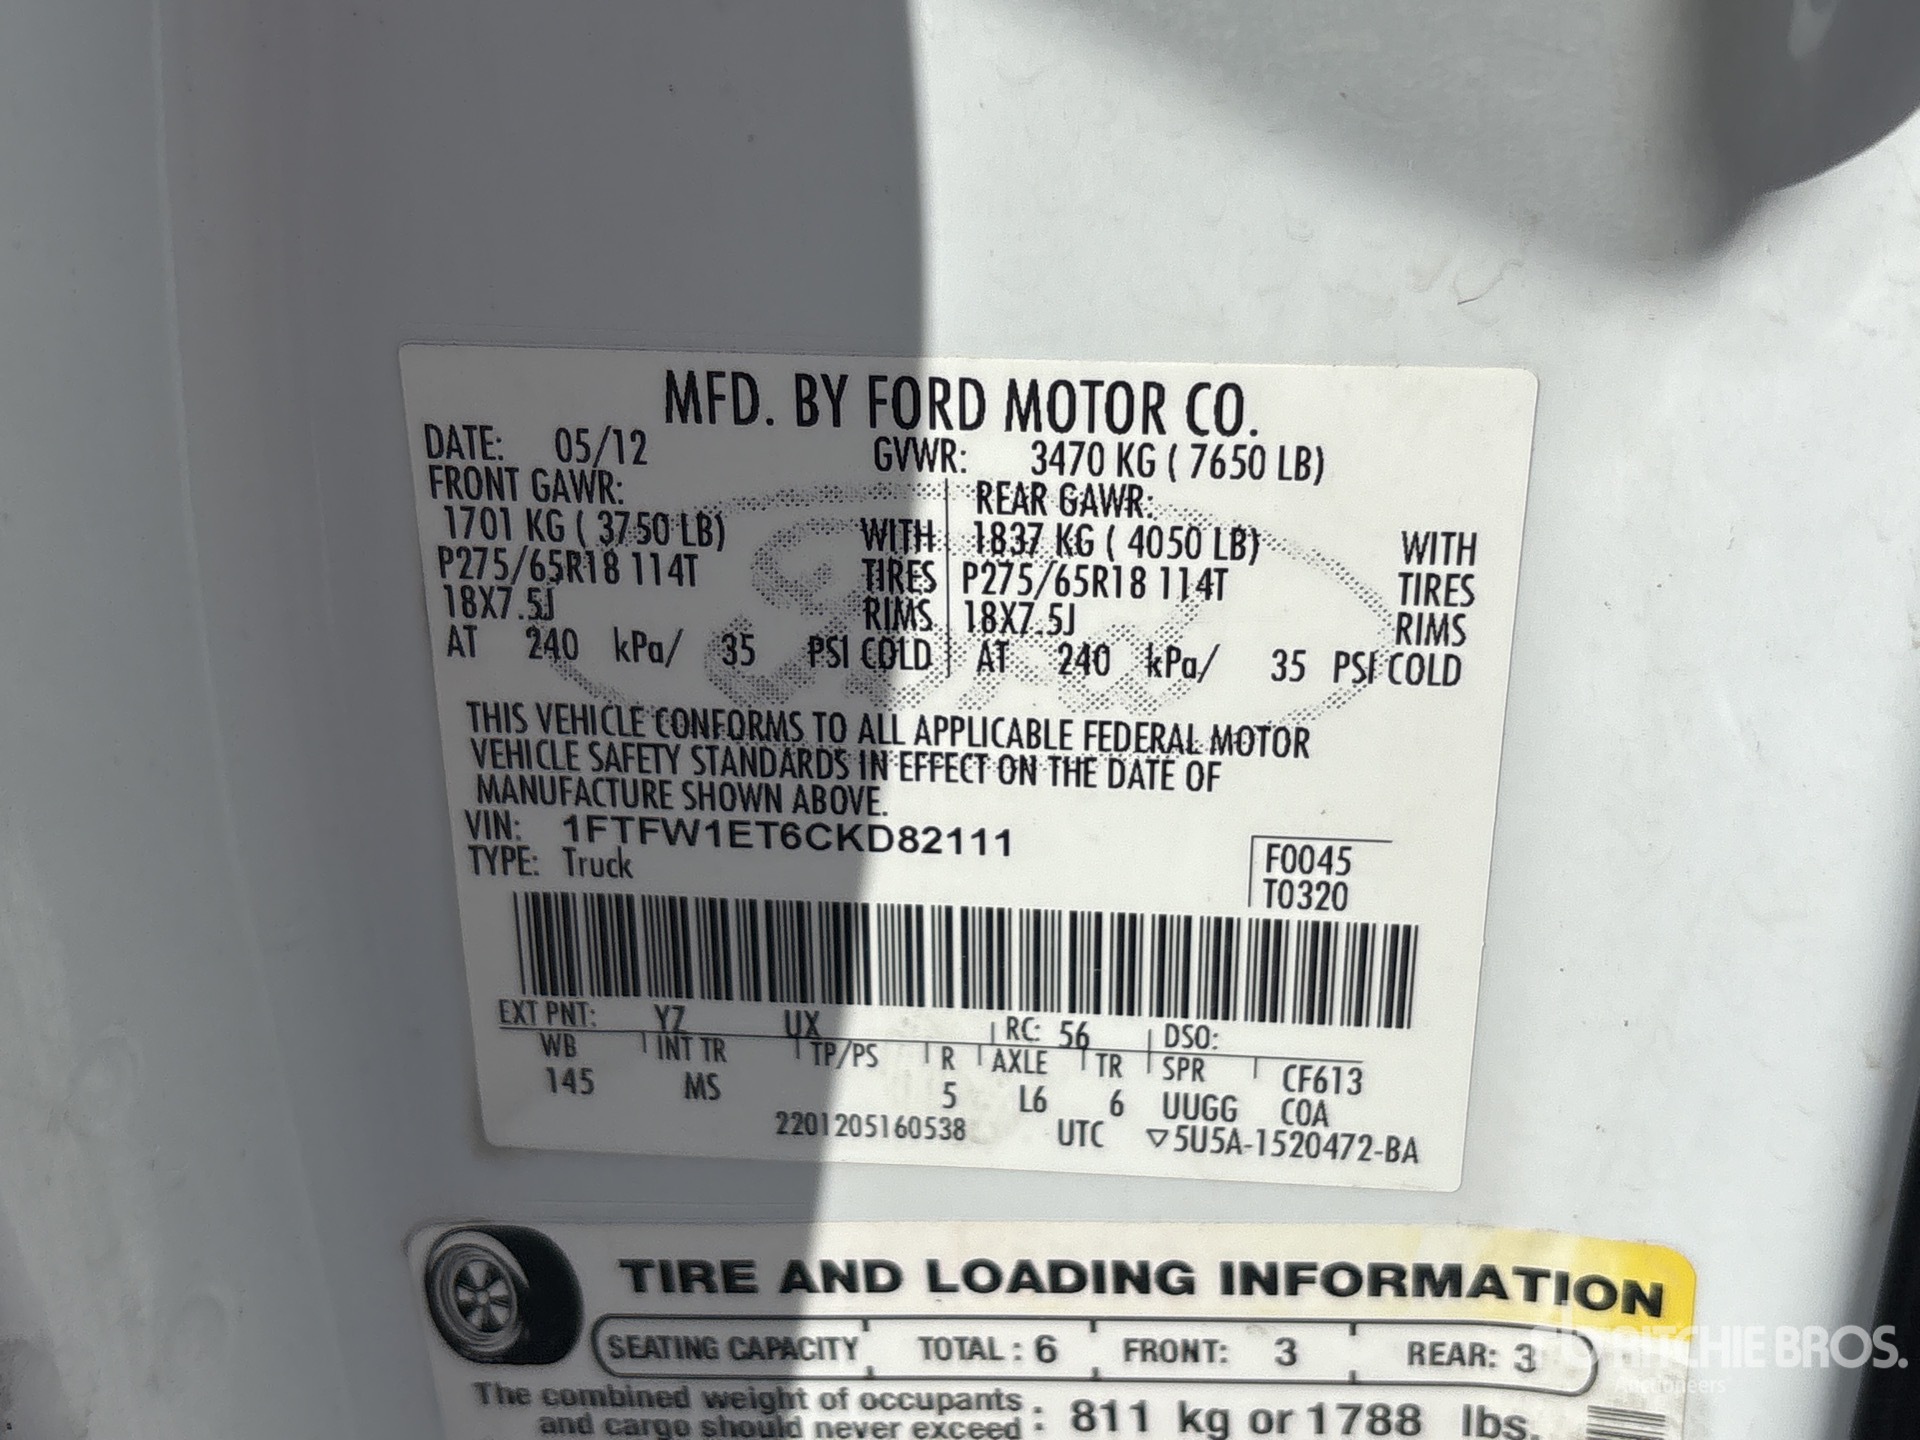 MFD. BY FORD MOTOR CO.
DATE: 05/12 GVWR: 3470 KG ( 7650 LB)
FRONT GAWR: REAR GAWR:
1701 KG ( 3750 LB) WITH 1837 KG ( 4050 LB) WITH
P275/65R18 114T TIRES P275/65R18 114T TIRES
18X7.5J RIMS 18X7.5J RIMS
AT 240 kPa/ 35 PSI COLD AT 240 kPa/ 35 PSI COLD
THIS VEHICLE CONFORMS TO ALL APPLICABLE FEDERAL MOTOR
VEHICLE SAFETY STANDARDS IN EFFECT ON THE DATE OF
MANUFACTURE SHOWN ABOVE.
VIN: 1FTFW1ET6CKD82111
TYPE: Truck
F0045
T0320
EXT PNT: YZ UX RC: 56 DSO:
WB INT TR TP/PS R AXLE TR SPR CF613
145 MS 5 L6 6 UUGG COA
2201205160538 UTC ▽5U5A-1520472-BA
TIRE AND LOADING INFORMATION
SEATING CAPACITY TOTAL : 6 FRONT: 3 REAR: 3
The combined weight of occupants
and cargo should never exceed : 811 kg or 1788 lbs.
RITCHIE BROS.
Auctioneers